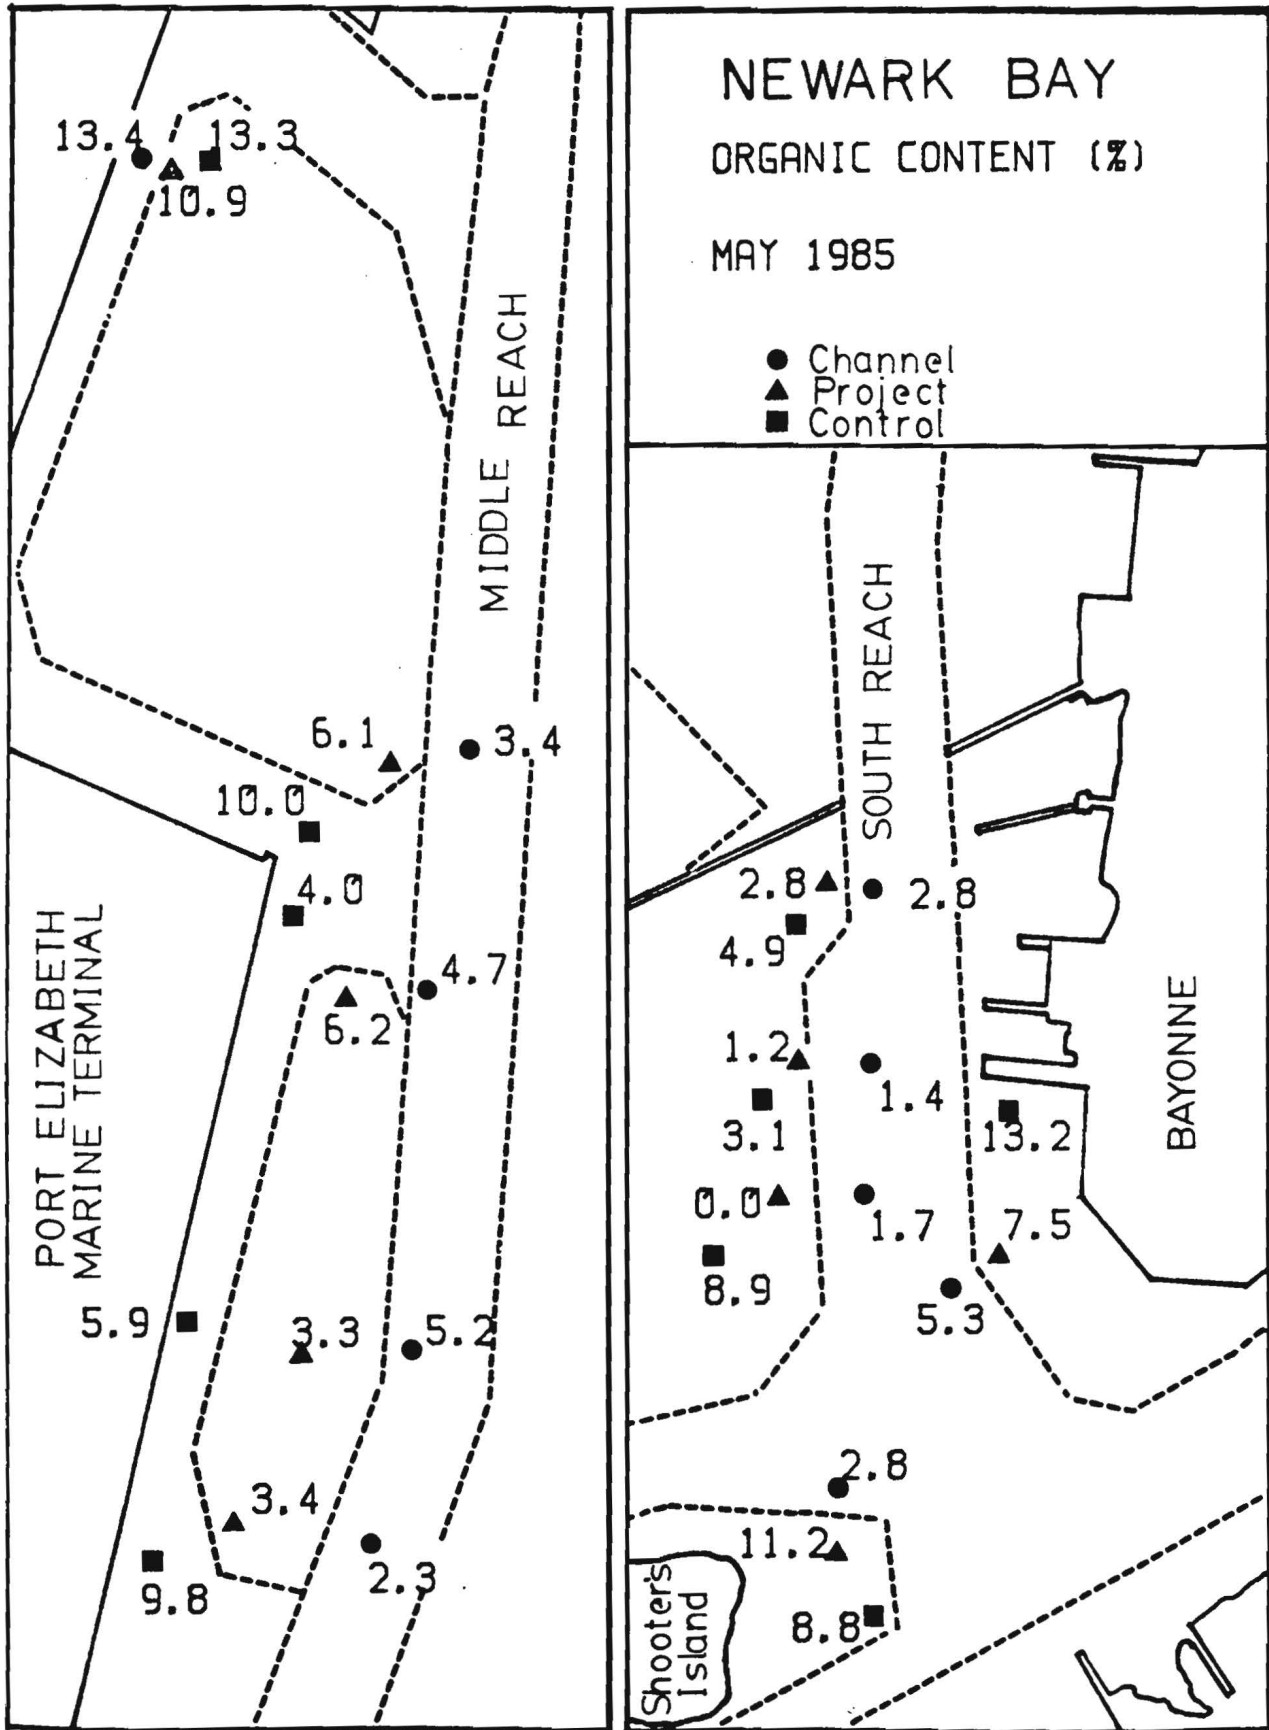 NEWARK BAY
ORGANIC CONTENT (%)
MAY 1985
Channel
Project
Control
13.4
13.3
10.9
MIDDLE REACH
6.1
3.4
10.0
4.0
4.7
6.2
PORT ELIZABETH
MARINE TERMINAL
5.9
3.3
5.2
3.4
9.8
2.3
SOUTH REACH
2.8
2.8
4.9
1.2
1.4
3.1
13.2
BAYONNE
0.0
1.7
7.5
8.9
5.3
2.8
11.2
8.8
Shooter's
Island